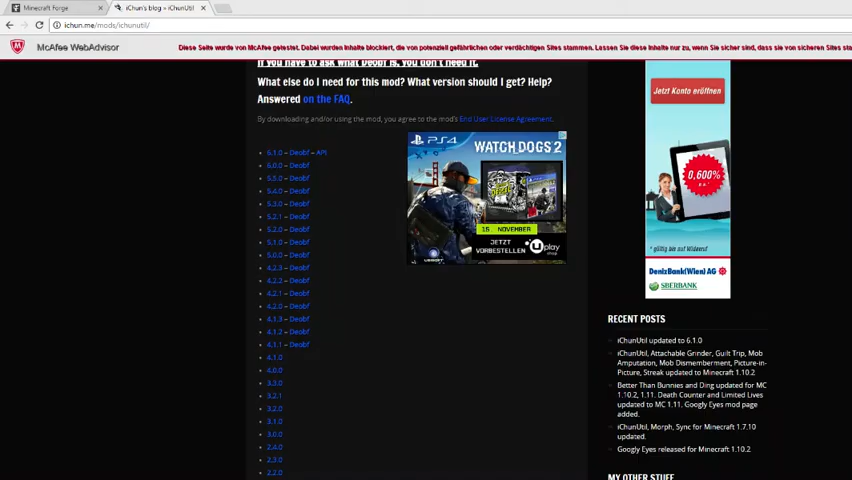 Minecraft Forge
iChun's blog » iChunUtil
ichun.me/mods/ichunutil/
McAfee WebAdvisor
Diese Seite wurde von McAfee getestet. Dabei wurden Inhalte blockiert, die von potenziell gefährlichen oder verdächtigen Sites stammen. Lassen Sie diese Inhalte nur zu, wenn Sie sicher sind, dass sie von sicheren Sites sta
If you have to ask what Deobf is, you don't need it.
What else do I need for this mod? What version should I get? Help?
Answered on the FAQ.
By downloading and/or using the mod, you agree to the mod's End User License Agreement.
6.1.0 – Deobf – API
6.0.0 – Deobf
5.5.0 – Deobf
5.4.0 – Deobf
5.3.0 – Deobf
5.2.1 – Deobf
5.2.0 – Deobf
5.1.0 – Deobf
5.0.0 – Deobf
4.2.3 – Deobf
4.2.2 – Deobf
4.2.1 – Deobf
4.2.0 – Deobf
4.1.3 – Deobf
4.1.2 – Deobf
4.1.1 – Deobf
4.1.0
4.0.0
3.3.0
3.2.1
3.2.0
3.1.0
3.0.0
2.4.0
2.3.0
2.2.0
PS4
WATCH_DOGS 2
15 NOVEMBER
JETZT
VORBESTELLEN
Uplay
shop
UBISOFT
Jetzt Konto eröffnen
0,600%
p.a.*
* gültig bis auf Widerruf
DenizBank(Wien) AG
SBERBANK
RECENT POSTS
iChunUtil updated to 6.1.0
iChunUtil, Attachable Grinder, Guilt Trip, Mob
Amputation, Mob Dismemberment, Picture-in-
Picture, Streak updated to Minecraft 1.10.2
Better Than Bunnies and Ding updated for MC
1.10.2, 1.11. Death Counter and Limited Lives
updated to MC 1.11. Googly Eyes mod page
added.
iChunUtil, Morph, Sync for Minecraft 1.7.10
updated.
Googly Eyes released for Minecraft 1.10.2
MY OTHER STUFF